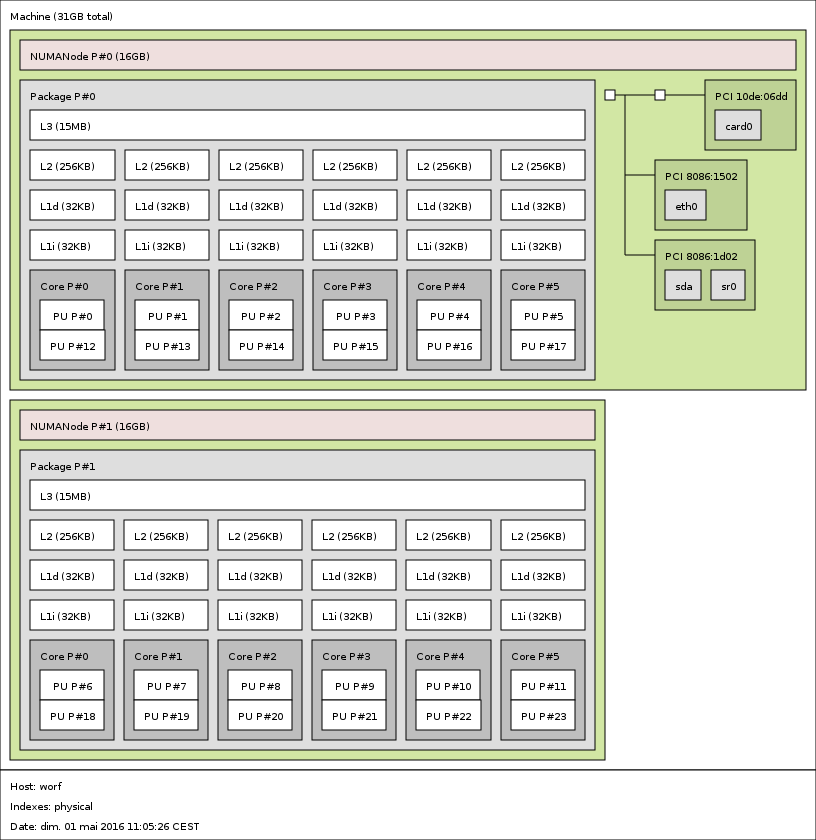 Machine (31GB total)
NUMANode P#0 (16GB)
Package P#0
L3 (15MB)
L2 (256KB) L2 (256KB) L2 (256KB) L2 (256KB) L2 (256KB) L2 (256KB)
L1d (32KB) L1d (32KB) L1d (32KB) L1d (32KB) L1d (32KB) L1d (32KB)
L1i (32KB) L1i (32KB) L1i (32KB) L1i (32KB) L1i (32KB) L1i (32KB)
Core P#0 Core P#1 Core P#2 Core P#3 Core P#4 Core P#5
PU P#0 PU P#1 PU P#2 PU P#3 PU P#4 PU P#5
PU P#12 PU P#13 PU P#14 PU P#15 PU P#16 PU P#17
PCI 10de:06dd
card0
PCI 8086:1502
eth0
PCI 8086:1d02
sda sr0
NUMANode P#1 (16GB)
Package P#1
L3 (15MB)
L2 (256KB) L2 (256KB) L2 (256KB) L2 (256KB) L2 (256KB) L2 (256KB)
L1d (32KB) L1d (32KB) L1d (32KB) L1d (32KB) L1d (32KB) L1d (32KB)
L1i (32KB) L1i (32KB) L1i (32KB) L1i (32KB) L1i (32KB) L1i (32KB)
Core P#0 Core P#1 Core P#2 Core P#3 Core P#4 Core P#5
PU P#6 PU P#7 PU P#8 PU P#9 PU P#10 PU P#11
PU P#18 PU P#19 PU P#20 PU P#21 PU P#22 PU P#23
Host: worf
Indexes: physical
Date: dim. 01 mai 2016 11:05:26 CEST